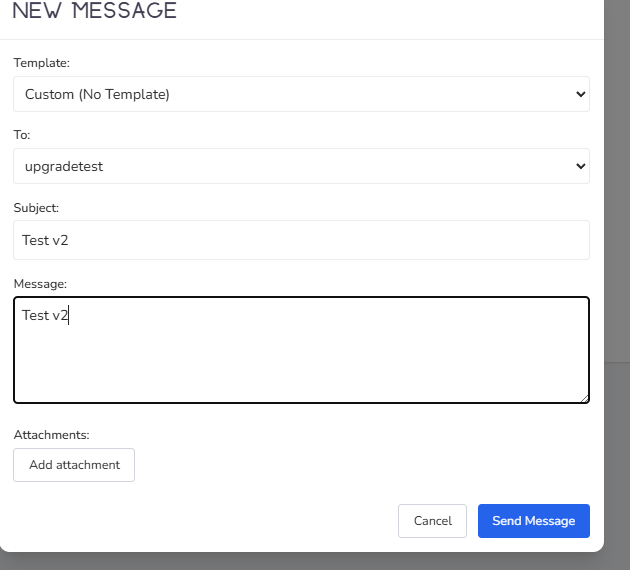 NEW MESSAGE
Template:
Custom (No Template)
To:
upgradetest
Subject:
Test v2
Message:
Test v2
Attachments:
Add attachment
Cancel
Send Message